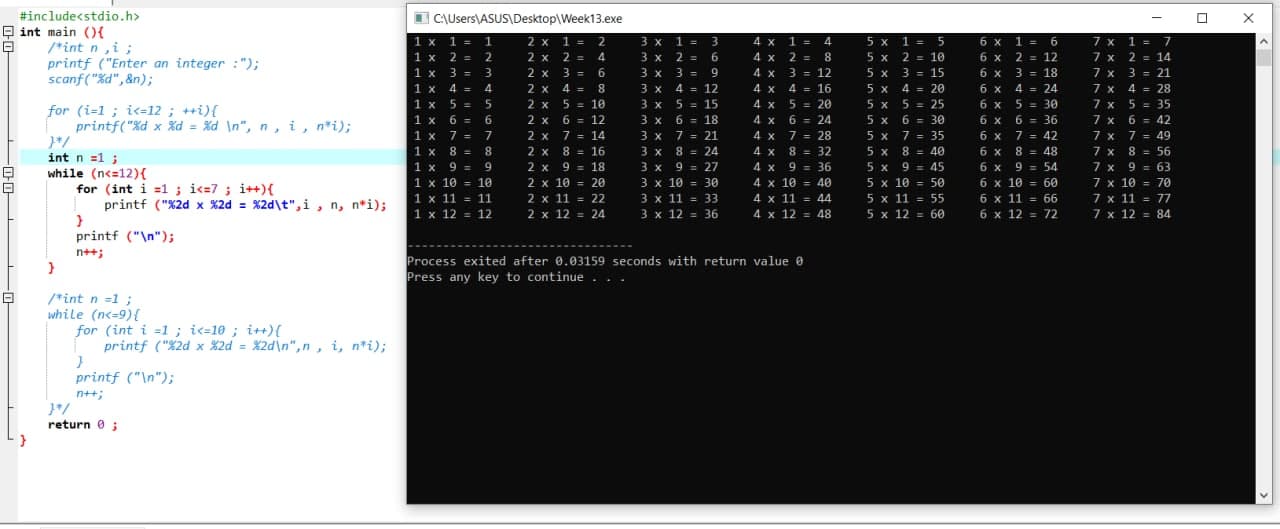 #include<stdio.h>
int main (){
/*int n ,i ;
printf ("Enter an integer :");
scanf("%d",&n);
for (i=1 ; i<=12 ; ++i){
printf("%d x %d = %d \n", n , i , n*i);
}*/
int n =1 ;
while (n<=12){
for (int i =1 ; i<=7 ; i++){
printf ("%2d x %2d = %2d\t",i , n, n*i);
}
printf ("\n");
n++;
}
/*int n =1 ;
while (n<=9){
for (int i =1 ; i<=10 ; i++){
printf ("%2d x %2d = %2d\n",n , i, n*i);
}
printf ("\n");
n++;
}*/
return 0 ;
}
C:\Users\ASUS\Desktop\Week13.exe
1 x  1 =  1     2 x  1 =  2     3 x  1 =  3     4 x  1 =  4     5 x  1 =  5     6 x  1 =  6     7 x  1 =  7
1 x  2 =  2     2 x  2 =  4     3 x  2 =  6     4 x  2 =  8     5 x  2 = 10     6 x  2 = 12     7 x  2 = 14
1 x  3 =  3     2 x  3 =  6     3 x  3 =  9     4 x  3 = 12     5 x  3 = 15     6 x  3 = 18     7 x  3 = 21
1 x  4 =  4     2 x  4 =  8     3 x  4 = 12     4 x  4 = 16     5 x  4 = 20     6 x  4 = 24     7 x  4 = 28
1 x  5 =  5     2 x  5 = 10     3 x  5 = 15     4 x  5 = 20     5 x  5 = 25     6 x  5 = 30     7 x  5 = 35
1 x  6 =  6     2 x  6 = 12     3 x  6 = 18     4 x  6 = 24     5 x  6 = 30     6 x  6 = 36     7 x  6 = 42
1 x  7 =  7     2 x  7 = 14     3 x  7 = 21     4 x  7 = 28     5 x  7 = 35     6 x  7 = 42     7 x  7 = 49
1 x  8 =  8     2 x  8 = 16     3 x  8 = 24     4 x  8 = 32     5 x  8 = 40     6 x  8 = 48     7 x  8 = 56
1 x  9 =  9     2 x  9 = 18     3 x  9 = 27     4 x  9 = 36     5 x  9 = 45     6 x  9 = 54     7 x  9 = 63
1 x 10 = 10     2 x 10 = 20     3 x 10 = 30     4 x 10 = 40     5 x 10 = 50     6 x 10 = 60     7 x 10 = 70
1 x 11 = 11     2 x 11 = 22     3 x 11 = 33     4 x 11 = 44     5 x 11 = 55     6 x 11 = 66     7 x 11 = 77
1 x 12 = 12     2 x 12 = 24     3 x 12 = 36     4 x 12 = 48     5 x 12 = 60     6 x 12 = 72     7 x 12 = 84
--------------------------------
Process exited after 0.03159 seconds with return value 0
Press any key to continue . . .